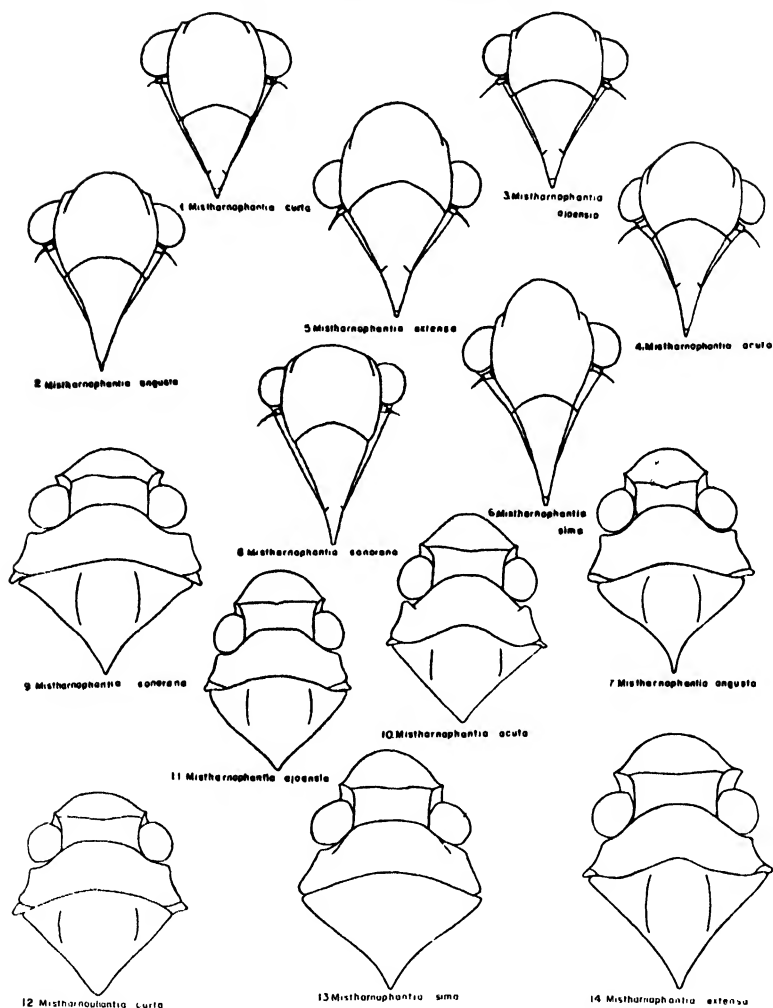 1 Mistharnophantia curta
3. Mistharnophantia
ajoensis
2 Mistharnophantia angusta
5 Mistharnophantia extensa
4. Mistharnophantia acuta
6. Mistharnophantia
sima
8 Mistharnophantia sonorana
9 Mistharnophantia sonorana
10. Mistharnophantia acuta
7 Mistharnophantia angusta
11 Mistharnophantia ajoensis
12 Mistharnophantia curta
13 Mistharnophantia sima
14 Mistharnophantia extensa